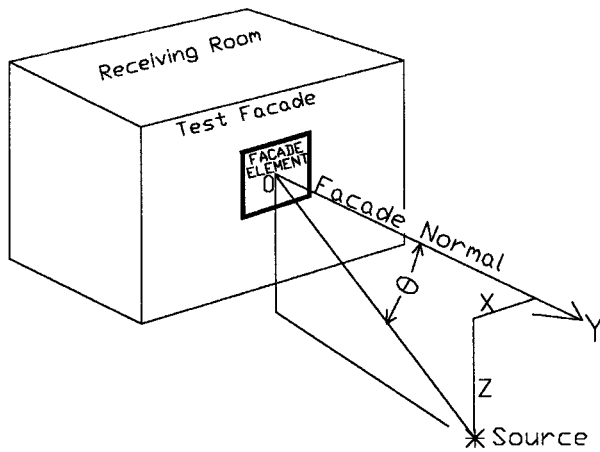 Receiving Room
Test Facade
FACADE
ELEMENT
O
Facade Normal
θ
X
Y
Z
Source